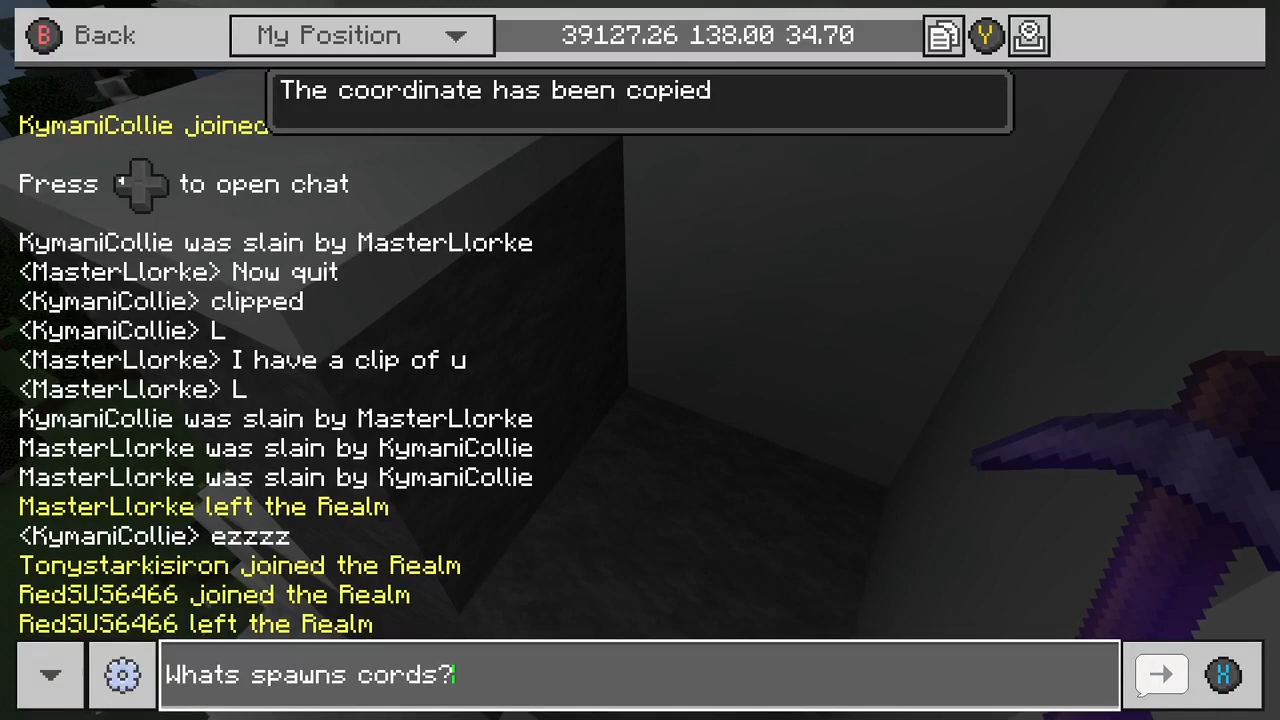 B Back My Position 39127.26 138.00 34.70 Y
The coordinate has been copied
KymaniCollie joined
Press to open chat
KymaniCollie was slain by MasterLlorke
<MasterLlorke> Now quit
<KymaniCollie> clipped
<KymaniCollie> L
<MasterLlorke> I have a clip of u
<MasterLlorke> L
KymaniCollie was slain by MasterLlorke
MasterLlorke was slain by KymaniCollie
MasterLlorke was slain by KymaniCollie
MasterLlorke left the Realm
<KymaniCollie> ezzzz
Tonystarkisiron joined the Realm
RedSUS6466 joined the Realm
RedSUS6466 left the Realm
Whats spawns cords? X